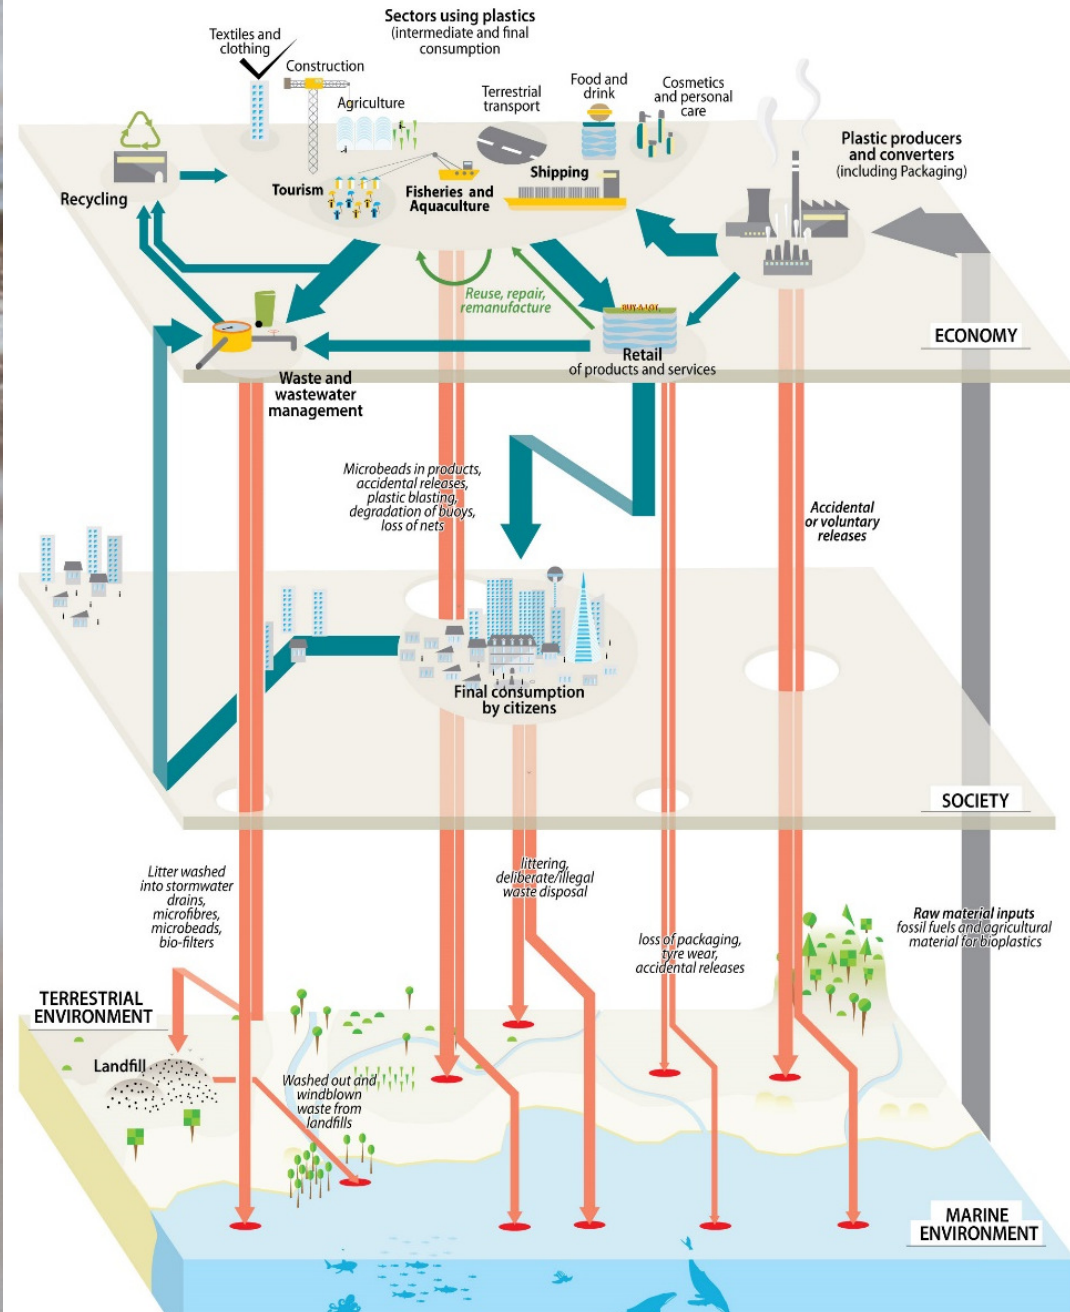 Sectors using plastics
(intermediate and final
consumption
Textiles and
clothing
Construction
Agriculture
Terrestrial
transport
Food and
drink
Cosmetics
and personal
care
Plastic producers
and converters
(including Packaging)
Recycling
Tourism
Fisheries and
Aquaculture
Shipping
Reuse, repair,
remanufacture
ECONOMY
Retail
of products and services
Waste and
wastewater
management
Microbeads in products,
accidental releases,
plastic blasting,
degradation of buoys,
loss of nets
Accidental
or voluntary
releases
Final consumption
by citizens
SOCIETY
Litter washed
into stormwater
drains,
microfibres,
microbeads,
bio-filters
littering,
deliberate/illegal
waste disposal
loss of packaging,
tyre wear,
accidental releases
Raw material inputs
fossil fuels and agricultural
material for bioplastics
TERRESTRIAL
ENVIRONMENT
Landfill
Washed out and
windblown
waste from
landfills
MARINE
ENVIRONMENT